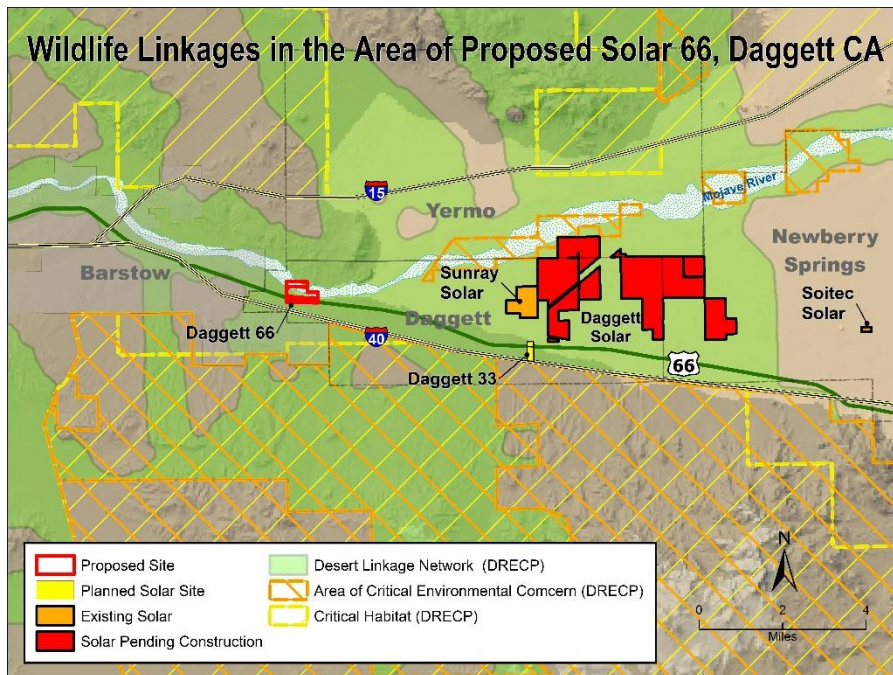 Wildlife Linkages in the Area of Proposed Solar 66, Daggett CA
15
Mojave River
Yermo
Newberry
Springs
Barstow
Sunray
Solar
Soitec
Solar
Daggett
Daggett
Solar
Daggett 66
40
Daggett 33
66
Proposed Site
Planned Solar Site
Existing Solar
Solar Pending Construction
Desert Linkage Network (DRECP)
Area of Critical Environmental Comcern (DRECP)
Critical Habitat (DRECP)
N
0 2 4
Miles